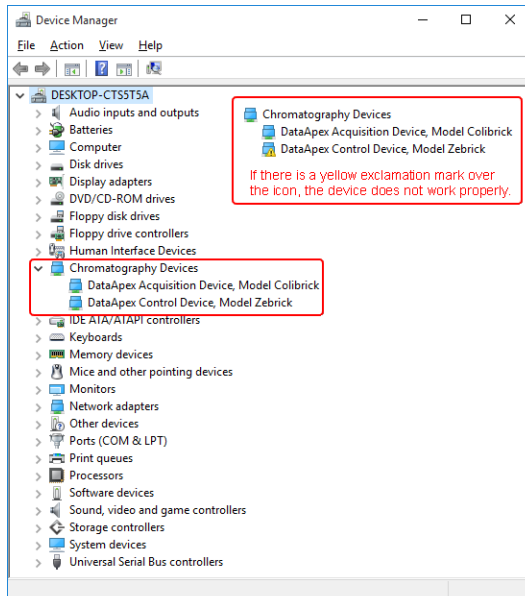 Device Manager
File Action View Help
DESKTOP-CTS5T5A
Audio inputs and outputs
Batteries
Computer
Disk drives
Display adapters
DVD/CD-ROM drives
Floppy disk drives
Floppy drive controllers
Human Interface Devices
Chromatography Devices
DataApex Acquisition Device, Model Colibrick
DataApex Control Device, Model Zebrick
IDE ATA/ATAPI controllers
Keyboards
Memory devices
Mice and other pointing devices
Monitors
Network adapters
Other devices
Ports (COM & LPT)
Print queues
Processors
Software devices
Sound, video and game controllers
Storage controllers
System devices
Universal Serial Bus controllers
Chromatography Devices
DataApex Acquisition Device, Model Colibrick
DataApex Control Device, Model Zebrick
If there is a yellow exclamation mark over
the icon, the device does not work properly.